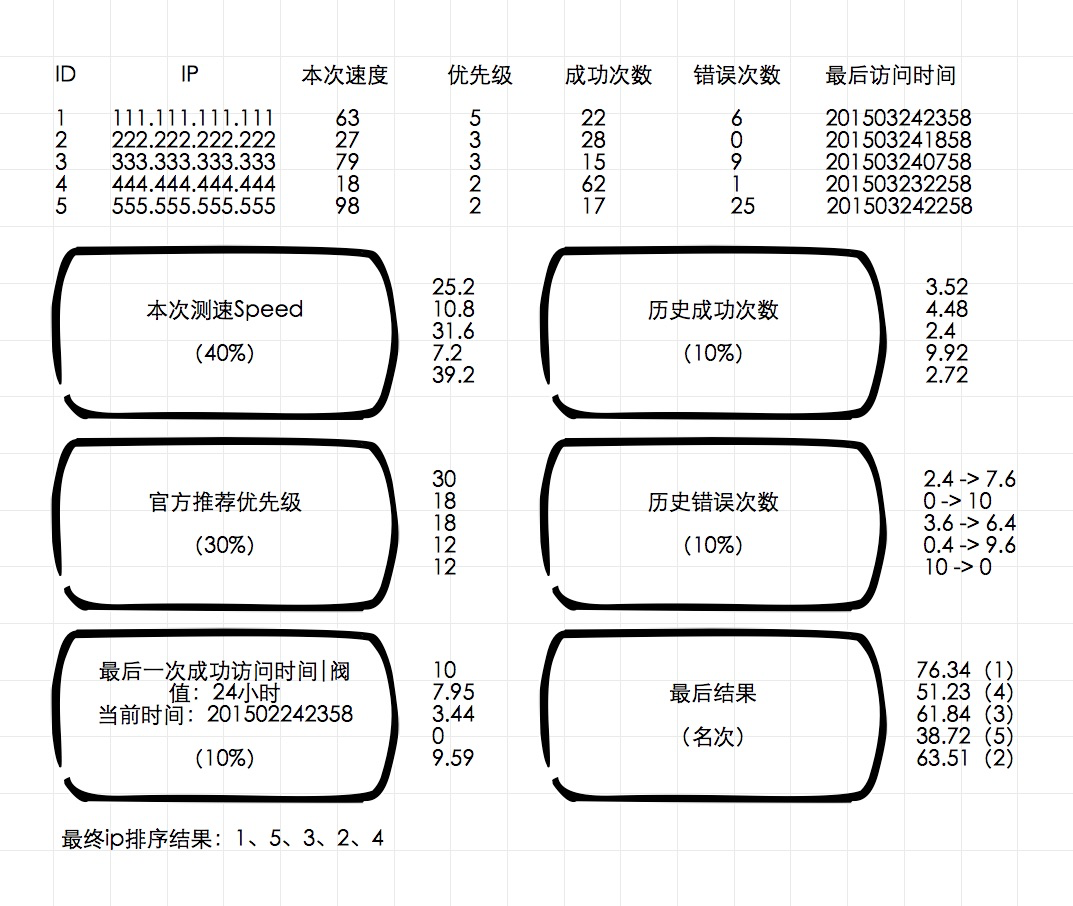 ID IP 本次速度 优先级 成功次数 错误次数 最后访问时间
1 111.111.111.111 63 5 22 6 201503242358
2 222.222.222.222 27 3 28 0 201503241858
3 333.333.333.333 79 3 15 9 201503240758
4 444.444.444.444 18 2 62 1 201503232258
5 555.555.555.555 98 2 17 25 201503242258
本次测速Speed
(40%)
25.2
10.8
31.6
7.2
39.2
历史成功次数
(10%)
3.52
4.48
2.4
9.92
2.72
官方推荐优先级
(30%)
30
18
18
12
12
历史错误次数
(10%)
2.4 -> 7.6
0 -> 10
3.6 -> 6.4
0.4 -> 9.6
10 -> 0
最后一次成功访问时间|阀
值：24小时
当前时间：201502242358
(10%)
10
7.95
3.44
0
9.59
最后结果
（名次）
76.34（1）
51.23（4）
61.84（3）
38.72（5）
63.51（2）
最终ip排序结果：1、5、3、2、4